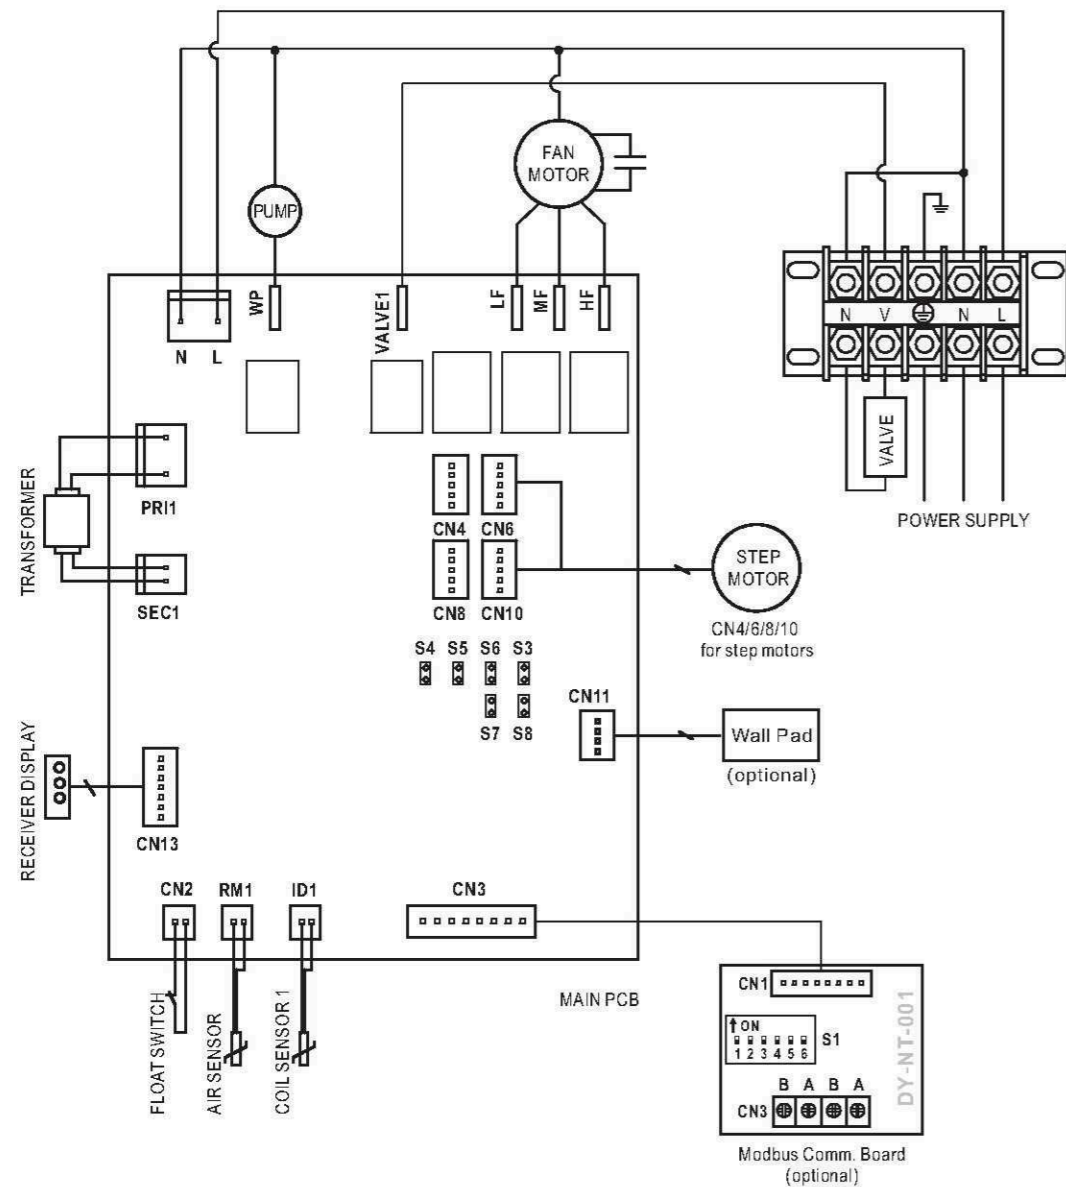 FAN
MOTOR
PUMP
WP
VALVE1
LF
MF
HF
N L
N V N L
VALVE
POWER SUPPLY
TRANSFORMER
PRI1
SEC1
CN4 CN6
CN8 CN10
STEP
MOTOR
CN4/6/8/10
for step motors
S4 S5 S6 S3
S7 S8
CN11
Wall Pad
(optional)
RECEIVER DISPLAY
CN13
CN2 RM1 ID1
CN3
FLOAT SWITCH
AIR SENSOR
COIL SENSOR 1
MAIN PCB
CN1
ON
1 2 3 4 5 6
S1
B A B A
CN3
DY-NT-001
Modbus Comm. Board
(optional)